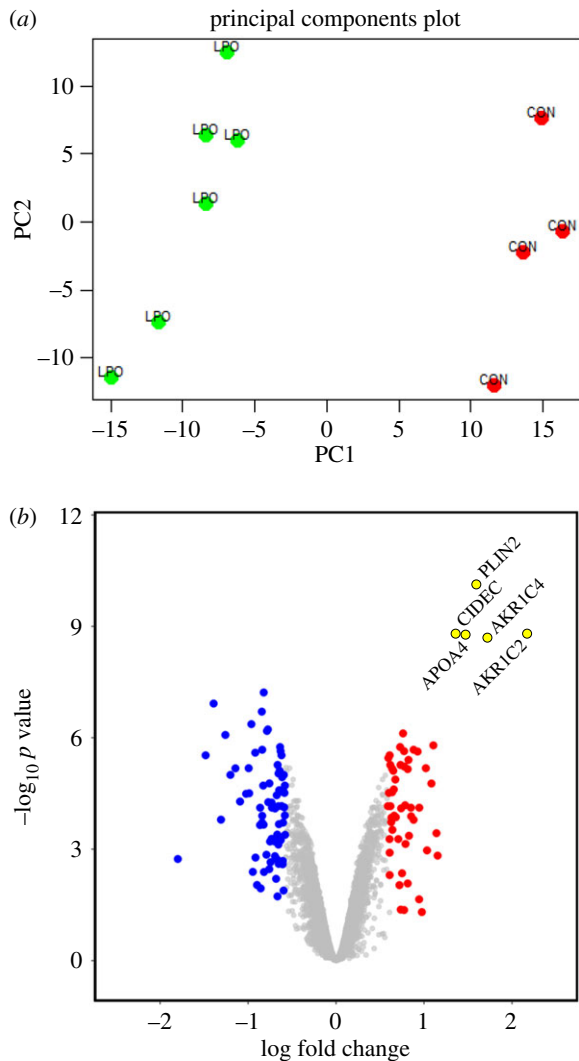 (a) principal components plot
LPO
10
CON
LPO
LPO
5
LPO
PC2
0
CON
CON
−5
LPO
−10
LPO
CON
−15 −10 −5 0 5 10 15
PC1
(b)
12
PLIN2
CIDEC
AKR1C4
9
APOA4
AKR1C2
−log10 p value
6
3
0
−2 −1 0 1 2
log fold change